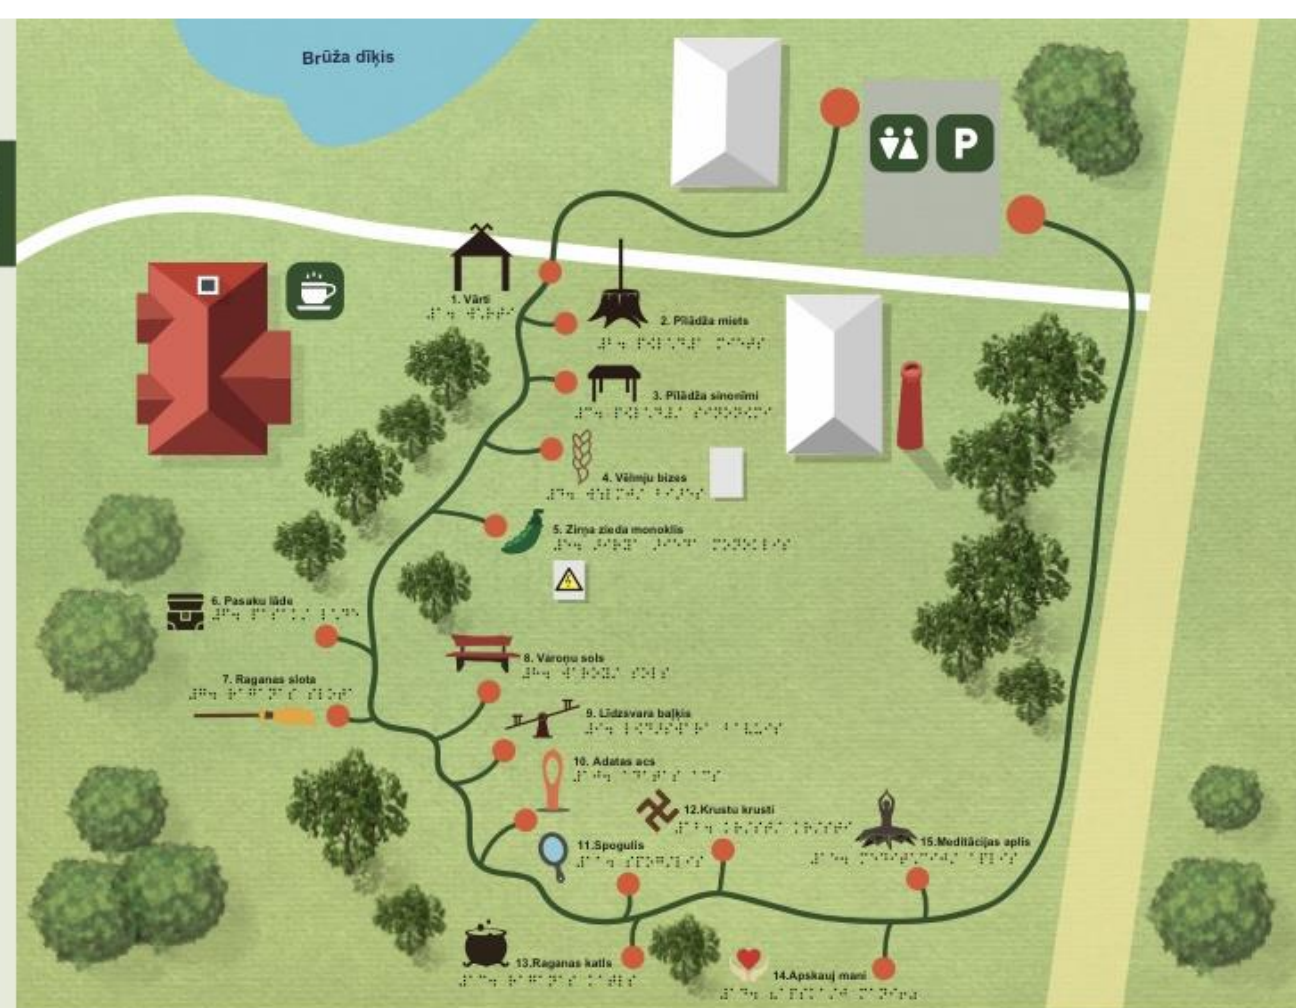 Brūža dīķis
P
1. Vārti
2. Pīlādža miets
3. Pīlādža sinonīmi
4. Vēlmju bizes
5. Zirņa zieda monoklis
6. Pasaku lāde
7. Raganas slota
8. Varoņu sols
9. Līdzsvara baļķis
10. Adatas acs
11.Spogulis
12.Krustu krusti
13.Raganas katls
14.Apskauj mani
15.Meditācijas aplis